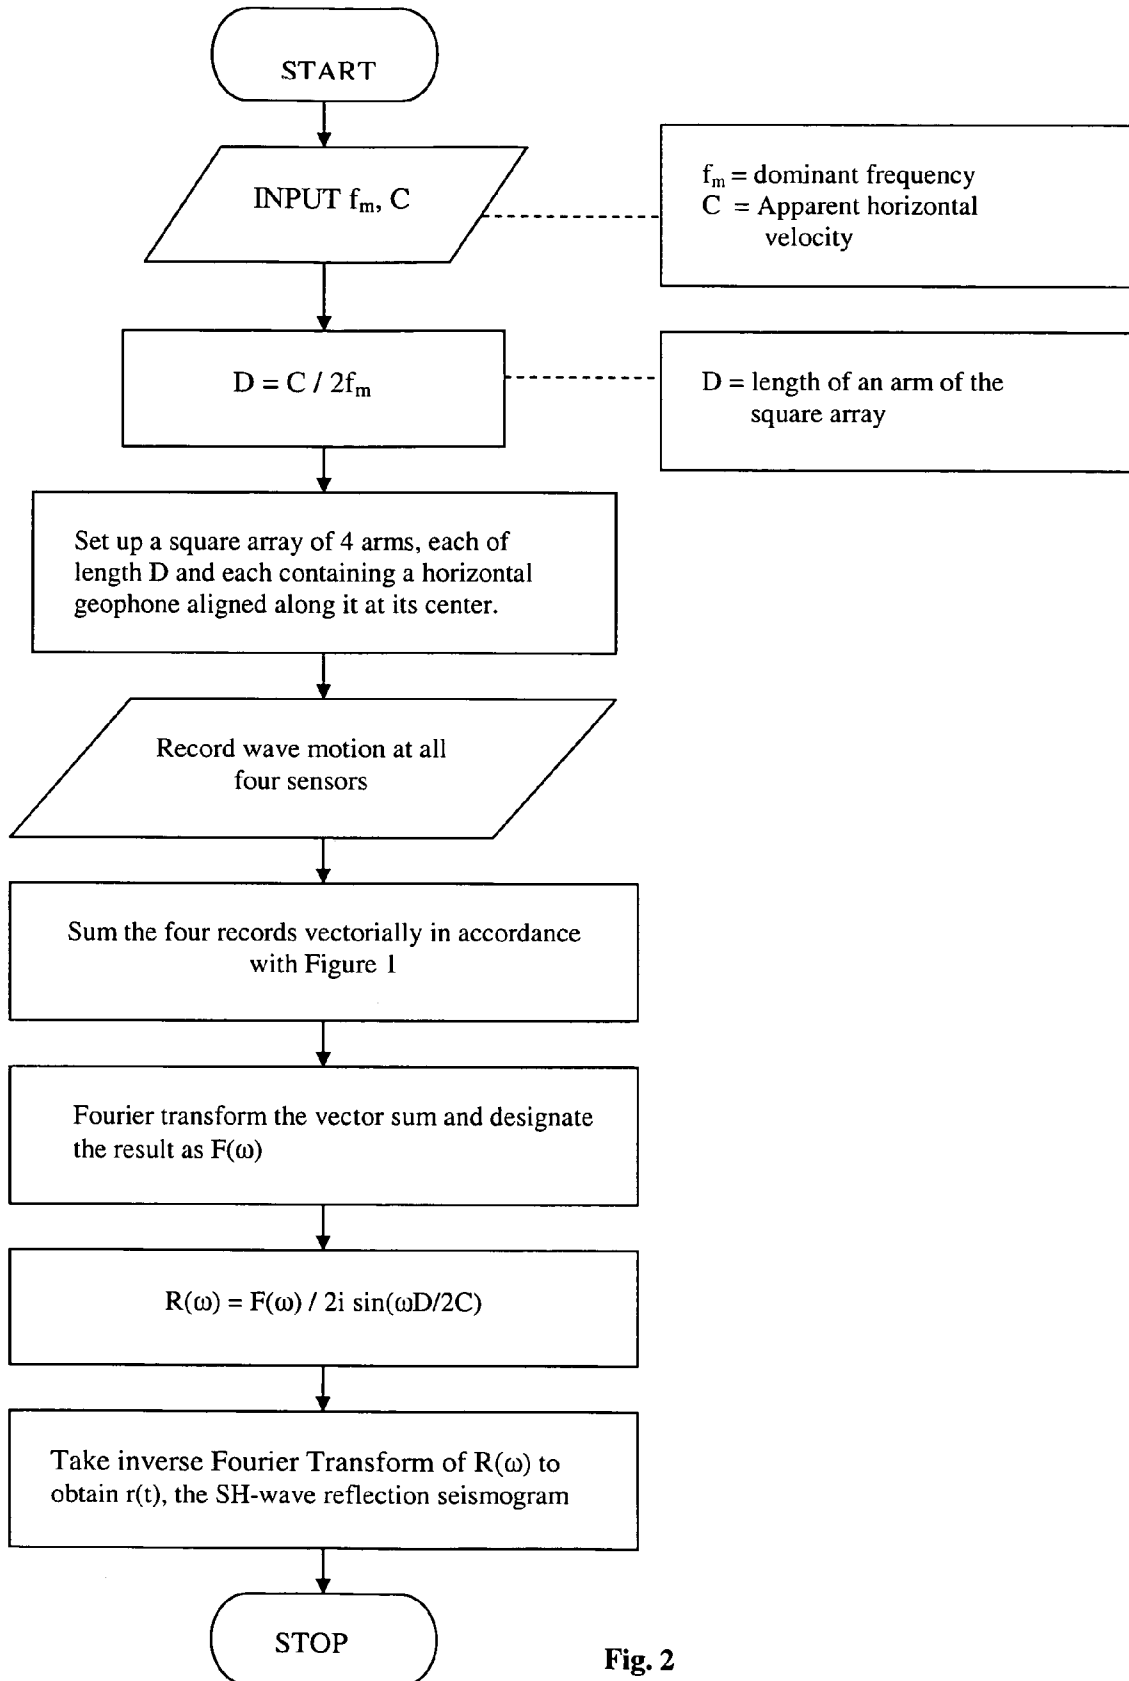 START
INPUT fm, C
fm = dominant frequency
C = Apparent horizontal
velocity
D = C / 2fm
D = length of an arm of the
square array
Set up a square array of 4 arms, each of
length D and each containing a horizontal
geophone aligned along it at its center.
Record wave motion at all
four sensors
Sum the four records vectorially in accordance
with Figure 1
Fourier transform the vector sum and designate
the result as F(ω)
R(ω) = F(ω) / 2i sin(ωD/2C)
Take inverse Fourier Transform of R(ω) to
obtain r(t), the SH-wave reflection seismogram
STOP
Fig. 2